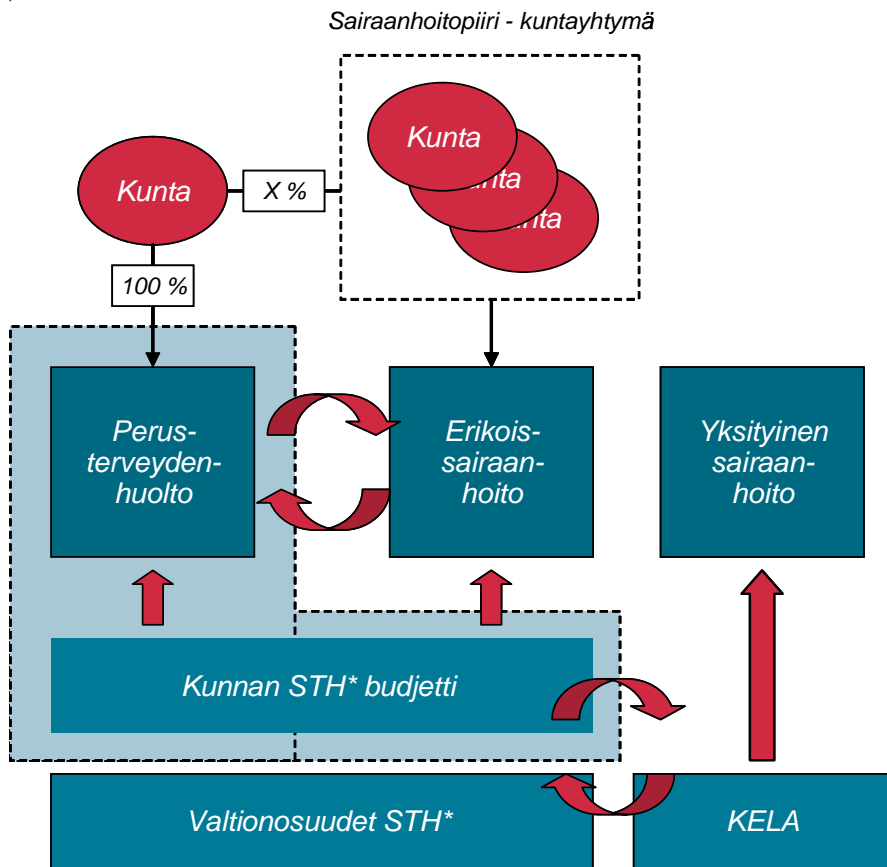 Sairaanhoitopiiri - kuntayhtymä
Kunta
Kunta
X %
100 %
Perus-
terveyden-
huolto
Erikois-
sairaan-
hoito
Yksityinen
sairaan-
hoito
Kunnan STH* budjetti
Valtionosuudet STH*
KELA